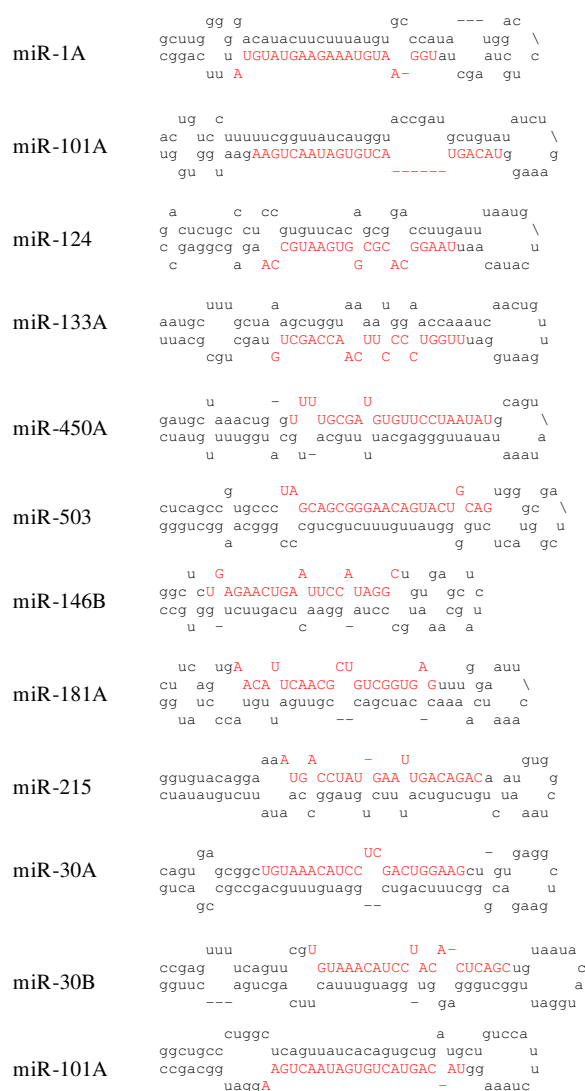 gg g gc --- ac
gcuug g acauacuucuuuaugu ccaua ugg \
miR-1A
cggac u UGUAUGAAGAAAUGUA GGUau auc c
uu A A- cga gu
ug c accgau aucu
ac uc uuuuucgguuaucauggu gcuguau \
miR-101A
ug gg aagAAGUCAAUAGUGUCA UGACAUg g
gu u ------ gaaa
a c cc a ga uaaug
g cucugc ccu guguucac gcg ccuugauu \
miR-124
c gaggcg ga CGUAAGUG CGC GGAAUuaa u
c a AC G AC cauac
uuu a aa u a aacug
aaugc gcua agcuggu aa gg accaaauc u
miR-133A
uuacg cgau UCGACCA UU CC UGGUUuag u
cgu G AC C C guaag
u - UU U cagu
gaugc aaacug gU UGCGA GUGUUCCUAAUAUg \
miR-450A
cuaug uuuggu cg acguu uacgagguuauau a
u a u- u aaau
g UA G ugg ga
cucagcc ugccc GCAGCGGGAACAGUACU CAG gc \
miR-503
gggucgg acggg cgucgucuuuguuaugg guc ug u
a cc g uca gc
u G A A Cu ga u
ggc cU AGAACUGA UUCC UAGG gu gc c
miR-146B
ccg gg ucuugacu aagg aucc ua cg u
u - c - cg aa a
uc ugA U CU A g auu
cu ag ACA UCAACG GUCGGUG Guuu ga \
miR-181A
gg uc ugu aguugc cagcuac caaa cu c
ua cca u -- - a aaa
aaA A - U gug
gguguacagga UG CCUAU GAA UGACAGACa au g
miR-215
cuauaugucuu ac ggaug cuu acugucugu ua c
aua c u u c aau
ga UC - gagg
cagu gcggcUGUAAACAUCC GACUGGAAGcu gu c
miR-30A
guca cgccgacguuuguagg cugacuuucgg ca u
gc -- g gaag
uuu cgU U A- uaaua
ccgag ucaguu GUAAACAUCC AC CUCAGCug c
miR-30B
gguuc agucga cauuuguagg ug gggucggu a
--- cuu - ga uaggu
cuggc a gucca
ggcugcc ucaguuaucacagugcug ugcu u
miR-101A
ccgacgg AGUCAAUAGUGUCAUGAC AUgg u
uaggA - aaauc